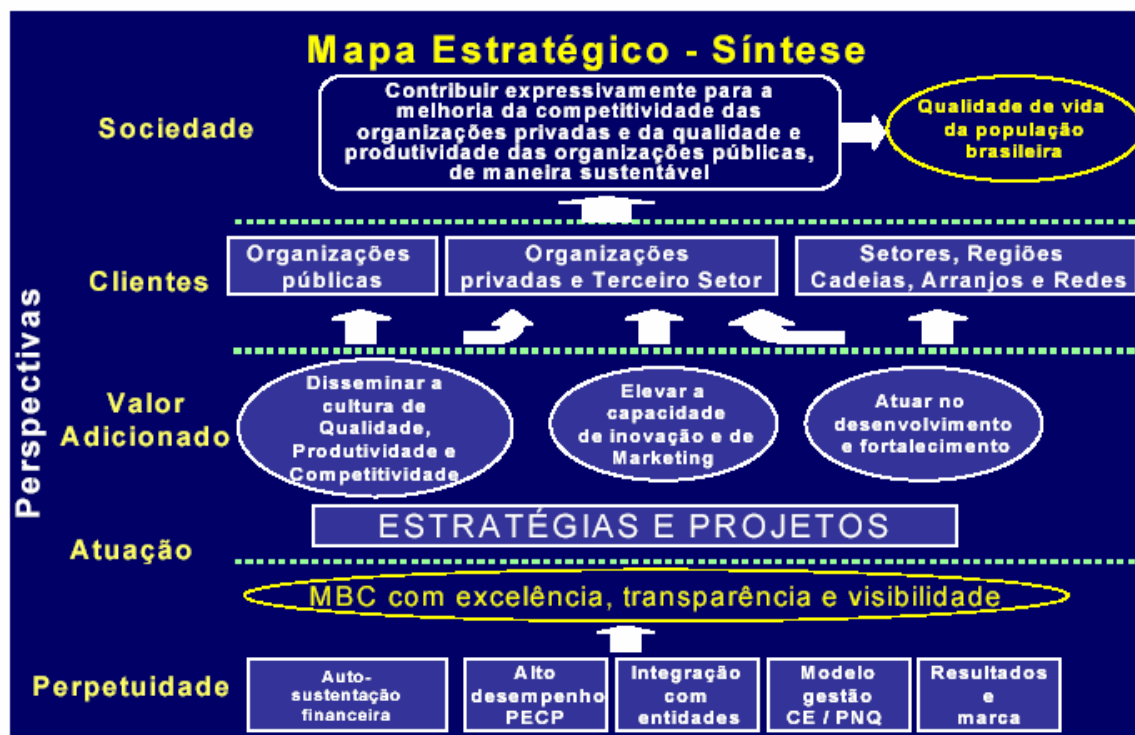 Mapa Estratégico - Síntese
Perspectivas
Sociedade
Contribuir expressivamente para a
melhoria da competitividade das
organizações privadas e da qualidade e
produtividade das organizações públicas,
de maneira sustentável
Qualidade de vida
da população
brasileira
Clientes
Organizações
públicas
Organizações
privadas e Terceiro Setor
Setores, Regiões
Cadeias, Arranjos e Redes
Valor
Adicionado
Disseminar a
cultura de
Qualidade,
Produtividade e
Competitividade
Elevar a
capacidade
de inovação e de
Marketing
Atuar no
desenvolvimento
e fortalecimento
Atuação
ESTRATÉGIAS E PROJETOS
MBC com excelência, transparência e visibilidade
Perpetuidade
Auto-
sustentação
financeira
Alto
desempenho
PECP
Integração
com
entidades
Modelo
gestão
CE / PNQ
Resultados
e
marca